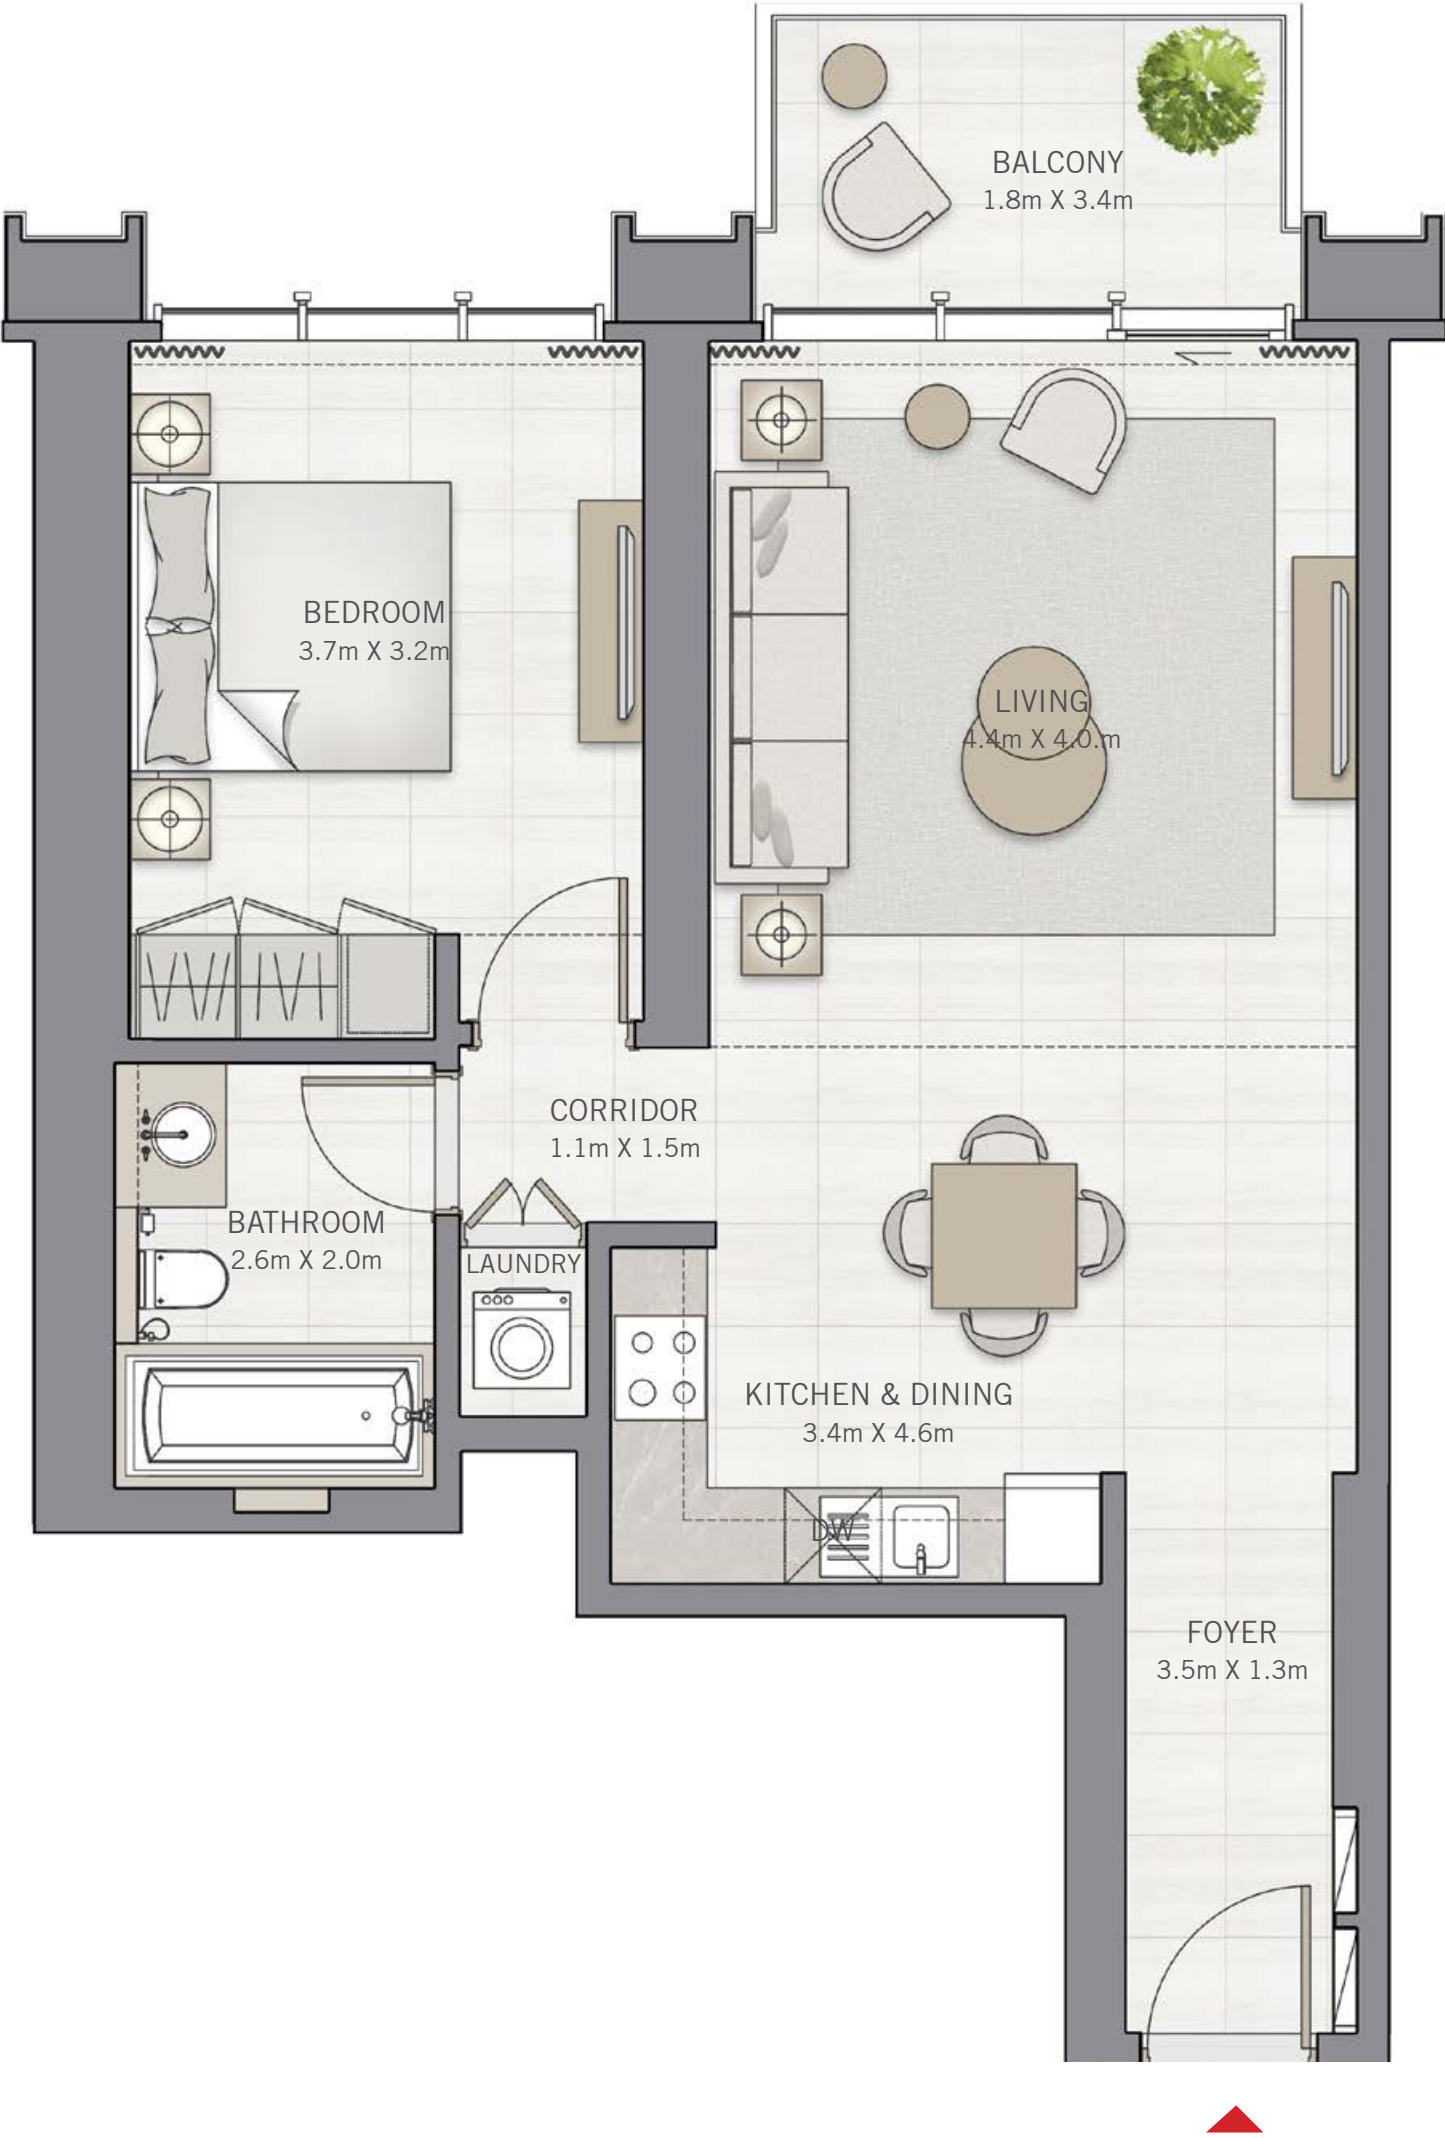 BALCONY
1.8m X 3.4m
BEDROOM
3.7m X 3.2m
LIVING
4.4m X 4.0.m
CORRIDOR
1.1m X 1.5m
BATHROOM
2.6m X 2.0m
LAUNDRY
KITCHEN & DINING
3.4m X 4.6m
DW
FOYER
3.5m X 1.3m